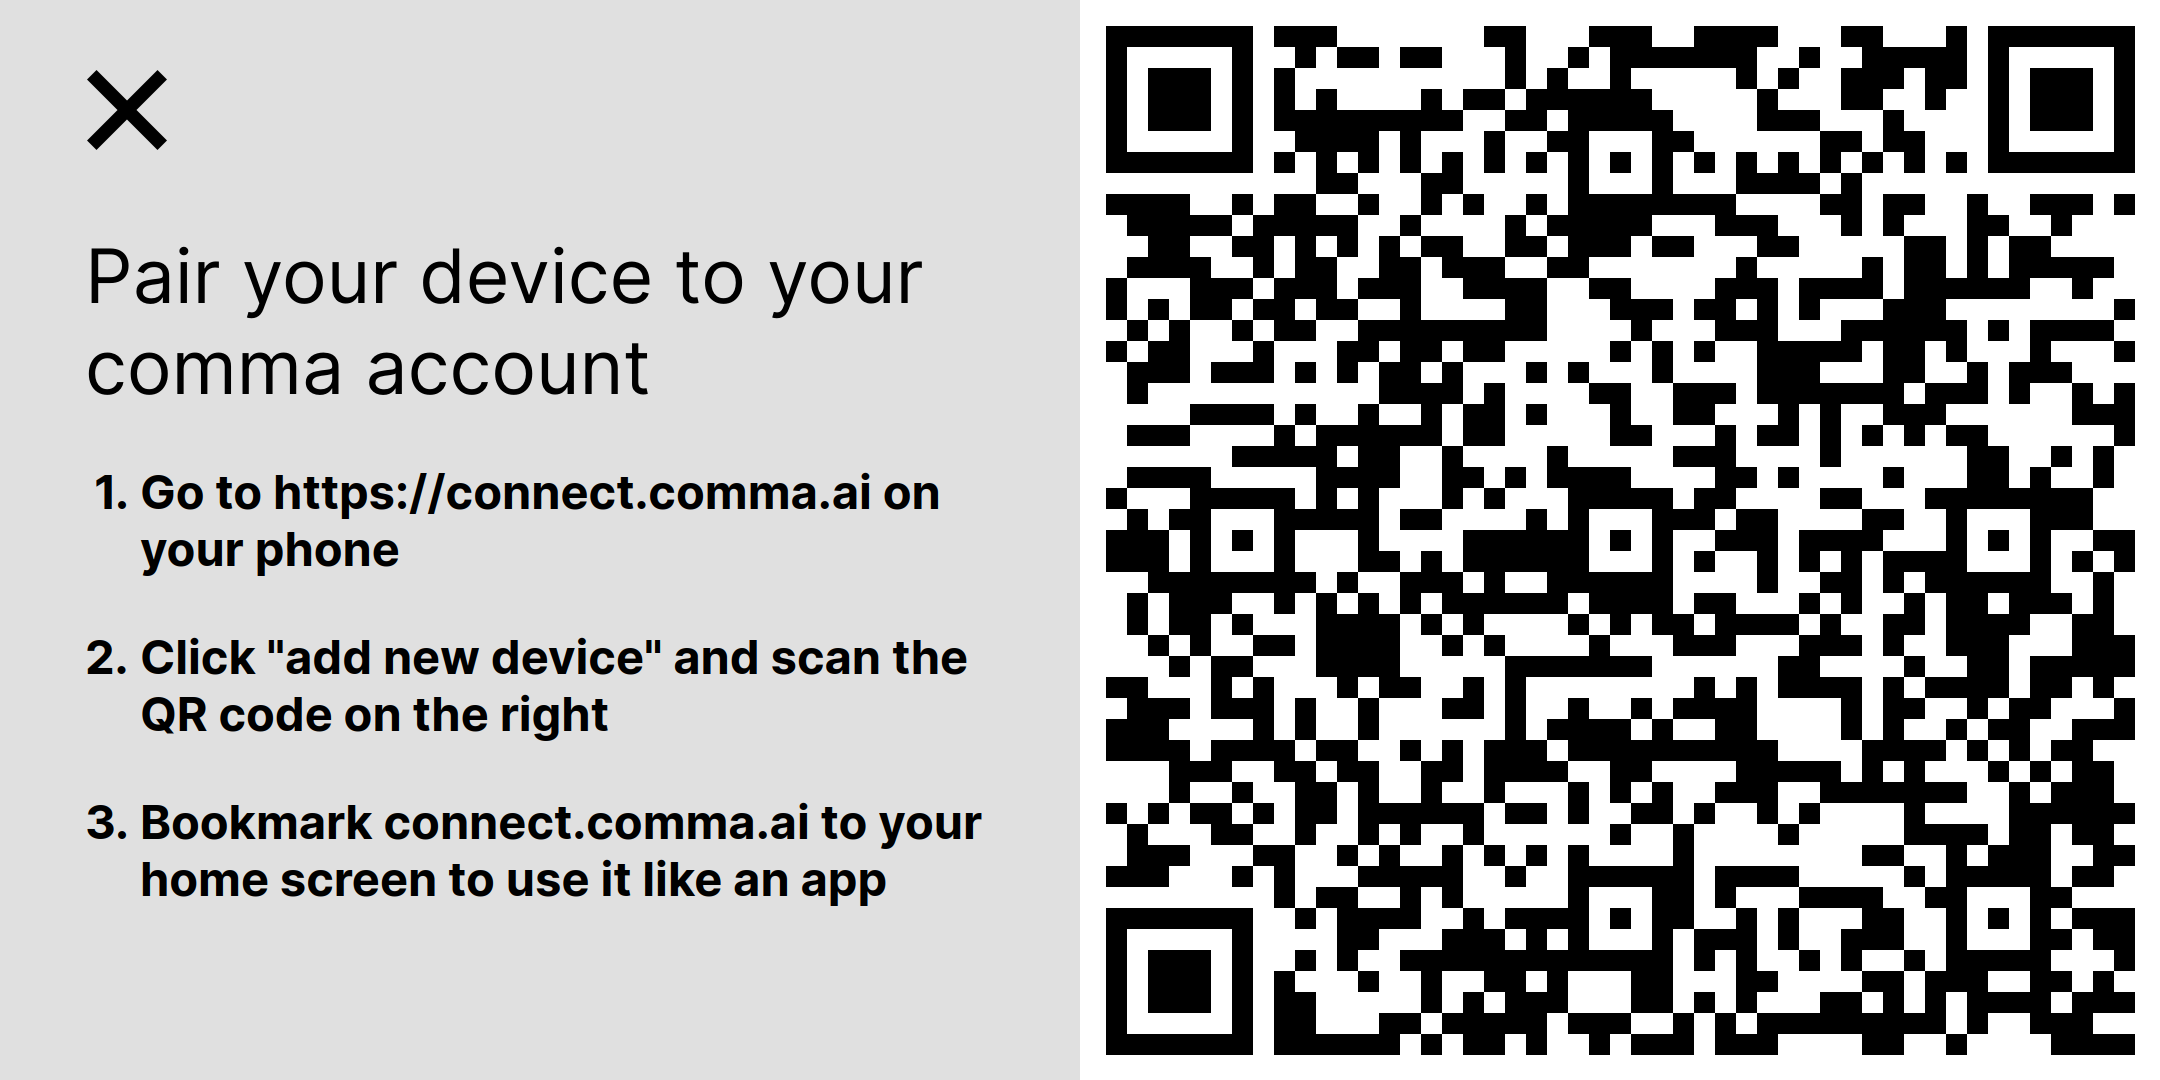 Pair your device to your
comma account
1. Go to https://connect.comma.ai on
your phone
2. Click "add new device" and scan the
QR code on the right
3. Bookmark connect.comma.ai to your
home screen to use it like an app